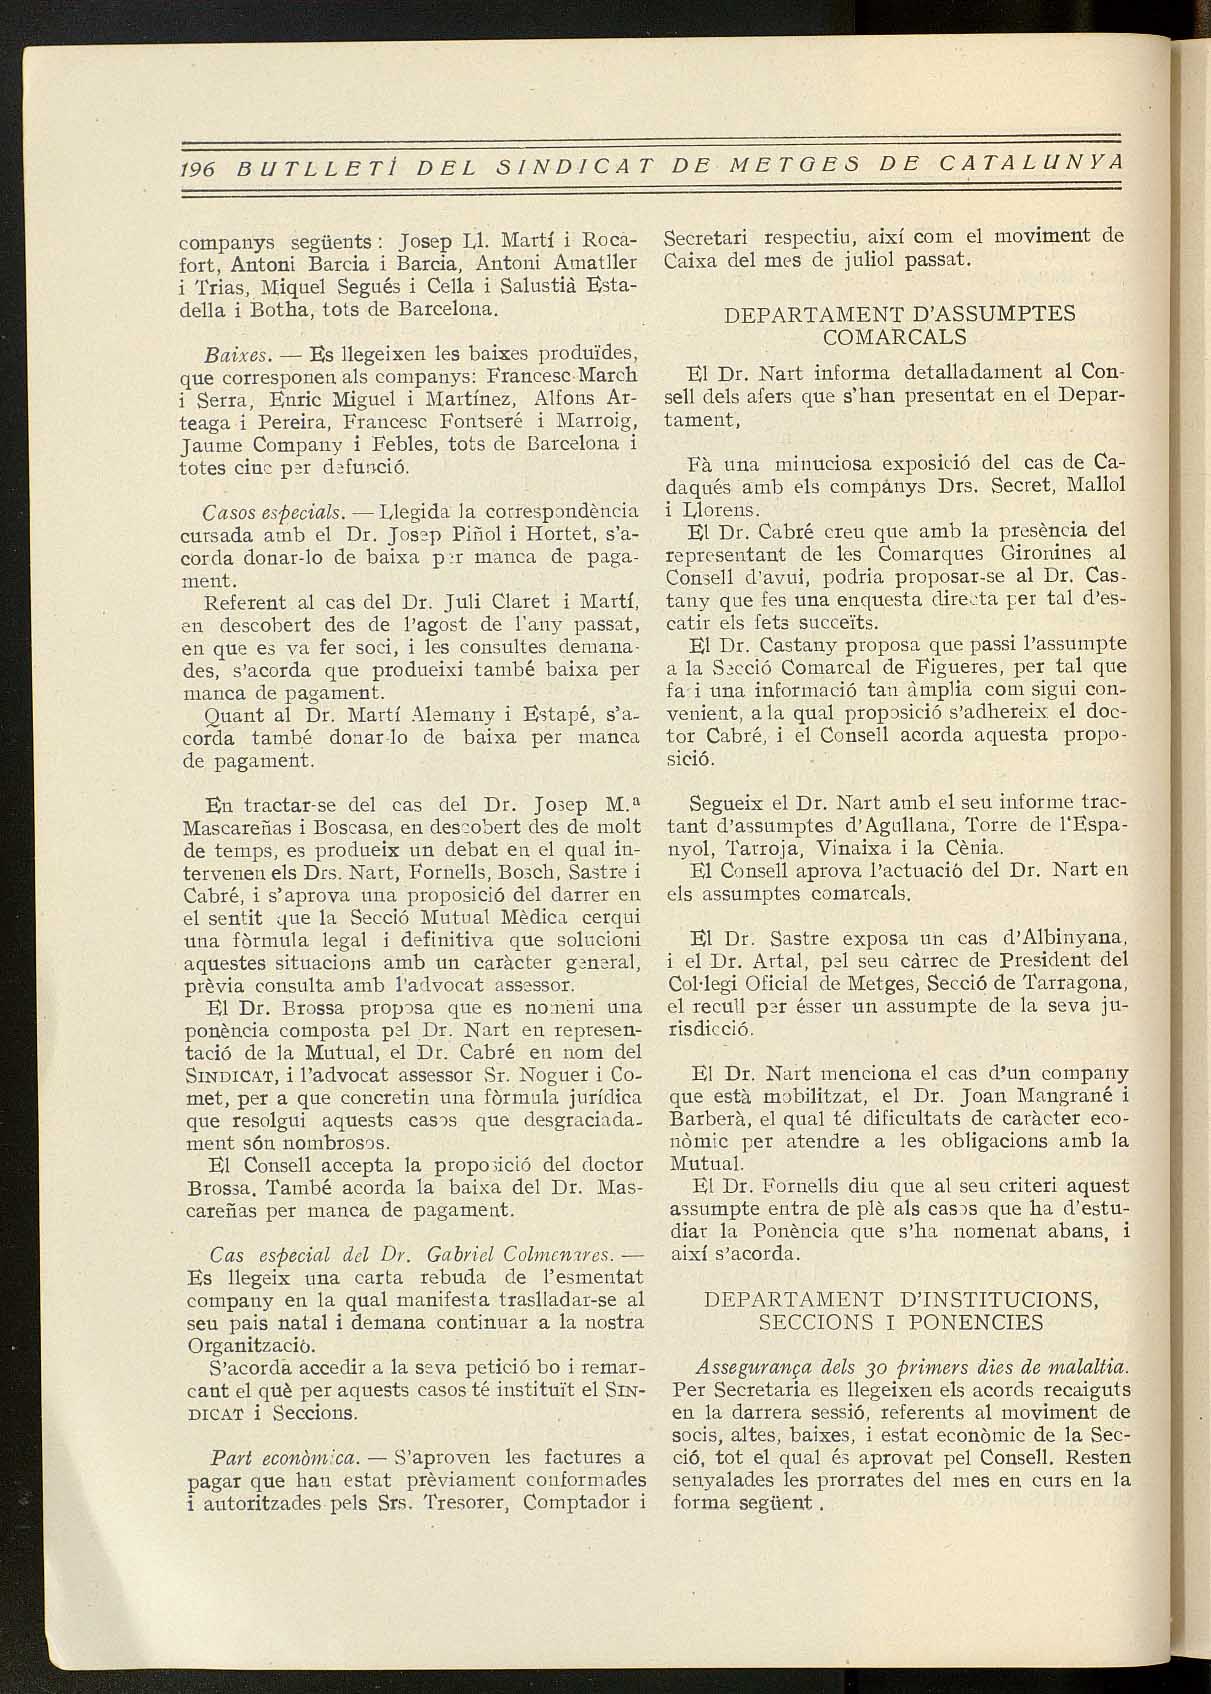 196 BUTLLETÍ DEL SINDICAT DE METGES DE CATALUNYA
companys següents: Josep Ll. Martí i Roca-
fort, Antoni Barcia i Barcia, Antoni Amatller
i Trias, Miquel Segués i Cella i Salustià Esta-
della i Botha, tots de Barcelona.
Baixes. — Es llegeixen les baixes produïdes,
que corresponen als companys: Francesc March
i Serra, Enric Miguel i Martínez, Alfons Ar-
teaga i Pereira, Francesc Fontseré i Marroig,
Jaume Company i Febles, tots de Barcelona i
totes cinc per defunció.
Casos especials. — Llegida la correspondència
cursada amb el Dr. Josep Piñol i Hortet, s'a-
corda donar-lo de baixa per manca de paga-
ment.
Referent al cas del Dr. Juli Claret i Martí,
en descobert des de l'agost de l'any passat,
en que es va fer soci, i les consultes demana-
des, s'acorda que produeixi també baixa per
manca de pagament.
Quant al Dr. Martí Alemany i Estapé, s'a-
corda també donar-lo de baixa per manca
de pagament.
En tractar-se del cas del Dr. Josep M.ª
Mascareñas i Boscasa, en descobert des de molt
de temps, es produeix un debat en el qual in-
tervenen els Drs. Nart, Fornells, Bosch, Sastre i
Cabré, i s'aprova una proposició del darrer en
el sentit que la Secció Mutual Mèdica cerqui
una fòrmula legal i definitiva que solucioni
aquestes situacions amb un caràcter general,
prèvia consulta amb l'advocat assessor.
El Dr. Brossa proposa que es nomeni una
ponència composta pel Dr. Nart en represen-
tació de la Mutual, el Dr. Cabré en nom del
SINDICAT, i l'advocat assessor Sr. Noguer i Co-
met, per a que concretin una fòrmula jurídica
que resolgui aquests casos que desgraciada-
ment són nombrosos.
El Consell accepta la proposició del doctor
Brossa. També acorda la baixa del Dr. Mas-
careñas per manca de pagament.
Cas especial del Dr. Gabriel Colmenares. —
Es llegeix una carta rebuda de l'esmentat
company en la qual manifesta traslladar-se al
seu pais natal i demana continuar a la nostra
Organització.
S'acorda accedir a la seva petició bo i remar-
cant el què per aquests casos té instituït el SIN-
DICAT i Seccions.
Part econòmica. — S'aproven les factures a
pagar que han estat prèviament conformades
i autoritzades pels Srs. Tresorer, Comptador i
Secretari respectiu, així com el moviment de
Caixa del mes de juliol passat.
DEPARTAMENT D'ASSUMPTES
COMARCALS
El Dr. Nart informa detalladament al Con-
sell dels afers que s'han presentat en el Depar-
tament,
Fà una minuciosa exposició del cas de Ca-
daqués amb els companys Drs. Secret, Mallol
i Llorens.
El Dr. Cabré creu que amb la presència del
representant de les Comarques Gironines al
Consell d'avui, podria proposar-se al Dr. Cas-
tany que fes una enquesta directa per tal d'es-
catir els fets succeïts.
El Dr. Castany proposa que passi l'assumpte
a la Secció Comarcal de Figueres, per tal que
fa i una informació tan àmplia com sigui con-
venient, a la qual proposició s'adhereix el doc-
tor Cabré, i el Consell acorda aquesta propo-
sició.
Segueix el Dr. Nart amb el seu informe trac-
tant d'assumptes d'Agullana, Torre de l'Espa-
nyol, Tarroja, Vinaixa i la Cènia.
El Consell aprova l'actuació del Dr. Nart en
els assumptes comarcals.
El Dr. Sastre exposa un cas d'Albinyana,
i el Dr. Artal, pel seu càrrec de President del
Col·legi Oficial de Metges, Secció de Tarragona,
el recull per ésser un assumpte de la seva ju-
risdicció.
El Dr. Nart menciona el cas d'un company
que està mobilitzat, el Dr. Joan Mangrané i
Barberà, el qual té dificultats de caràcter eco-
nòmic per atendre a les obligacions amb la
Mutual.
El Dr. Fornells diu que al seu criteri aquest
assumpte entra de plè als casos que ha d'estu-
diar la Ponència que s'ha nomenat abans, i
així s'acorda.
DEPARTAMENT D'INSTITUCIONS,
SECCIONS I PONENCIES
Assegurança dels 30 primers dies de malaltia.
Per Secretaria es llegeixen els acords recaiguts
en la darrera sessió, referents al moviment de
socis, altes, baixes, i estat econòmic de la Sec-
ció, tot el qual és aprovat pel Consell. Resten
senyalades les prorrates del mes en curs en la
forma següent.